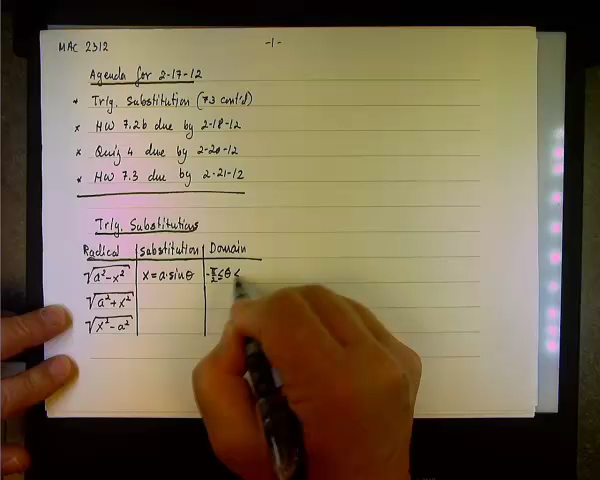 MAC 2312
-1-
Agenda for 2-17-12
* Trig. Substitution (7.3 cont'd)
* HW 7.2b due by 2-18-12
* Quiz 4 due by 2-20-12
* HW 7.3 due by 2-21-12
Trig. Substitutions
Radical | substitution | Domain
√a²-x² | x = a·sinθ | -π/2 ≤ θ <
√a²+x²
√x²-a²